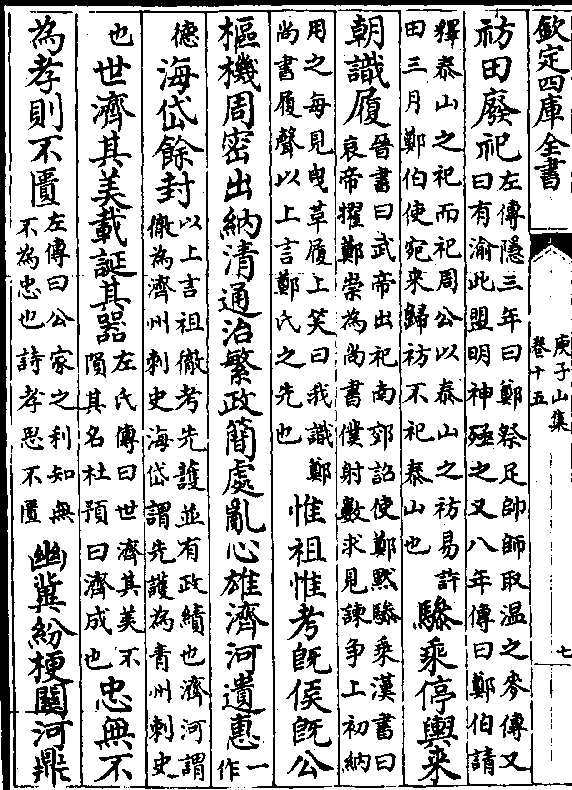 欽定四庫全書
庚子山集
卷十五
七
祊田廢祀左傳隱三年曰鄭祭足帥師取温之麥傳又
曰有渝此盟明神殛之又八年傳曰鄭伯請
釋泰山之祀而祀周公以泰山之祊易許
田三月鄭伯使宛來歸祊不祀泰山也驂乘停輿來
朝識履晉書曰武帝出祀南郊詔使鄭默驂乘漢書曰
哀帝擢鄭崇為尚書僕射數求見諫争上初納
用之每見曳革履上笑曰我識鄭
尚書履聲以上言鄭氏之先也惟祖惟考旣侯旣公
樞機周密出納清通治繁政簡處亂心雄濟河遺惠一作
德海岱餘封以上言祖徹考先護並有政績也濟河謂
徹為濟州刺史海岱謂先護為青州刺史
也世濟其美載誕其器左氏傳曰世濟其美不
隕其名杜預曰濟成也忠無不
為孝則不匱左傳曰公家之利知無
不為忠也詩孝思不匱幽冀紛梗關河鼎